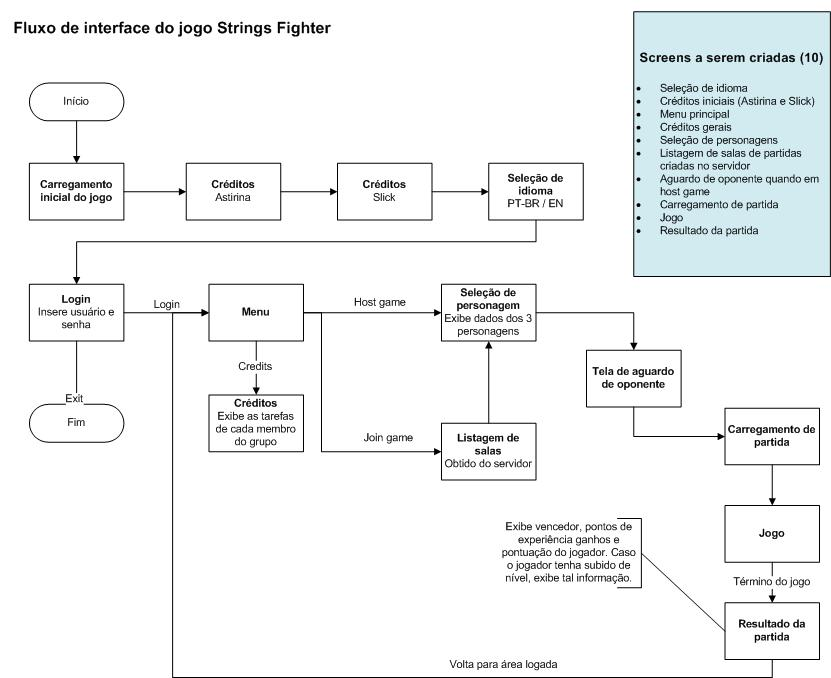 Fluxo de interface do jogo Strings Fighter
Screens a serem criadas (10)
• Seleção de idioma
• Créditos iniciais (Astirina e Slick)
• Menu principal
• Créditos gerais
• Seleção de personagens
• Listagem de salas de partidas
criadas no servidor
• Aguardo de oponente quando em
host game
• Carregamento de partida
• Jogo
• Resultado da partida
Início
Carregamento
inicial do jogo
Créditos
Astirina
Créditos
Slick
Seleção de
idioma
PT-BR / EN
Login
Insere usuário e
senha
Login
Menu
Host game
Seleção de
personagem
Exibe dados dos 3
personagens
Exit
Fim
Credits
Créditos
Exibe as tarefas
de cada membro
do grupo
Join game
Listagem de
salas
Obtido do servidor
Tela de aguardo
de oponente
Carregamento de
partida
Jogo
Término do jogo
Exibe vencedor, pontos de
experiência ganhos e
pontuação do jogador. Caso
o jogador tenha subido de
nível, exibe tal informação.
Resultado da
partida
Volta para área logada